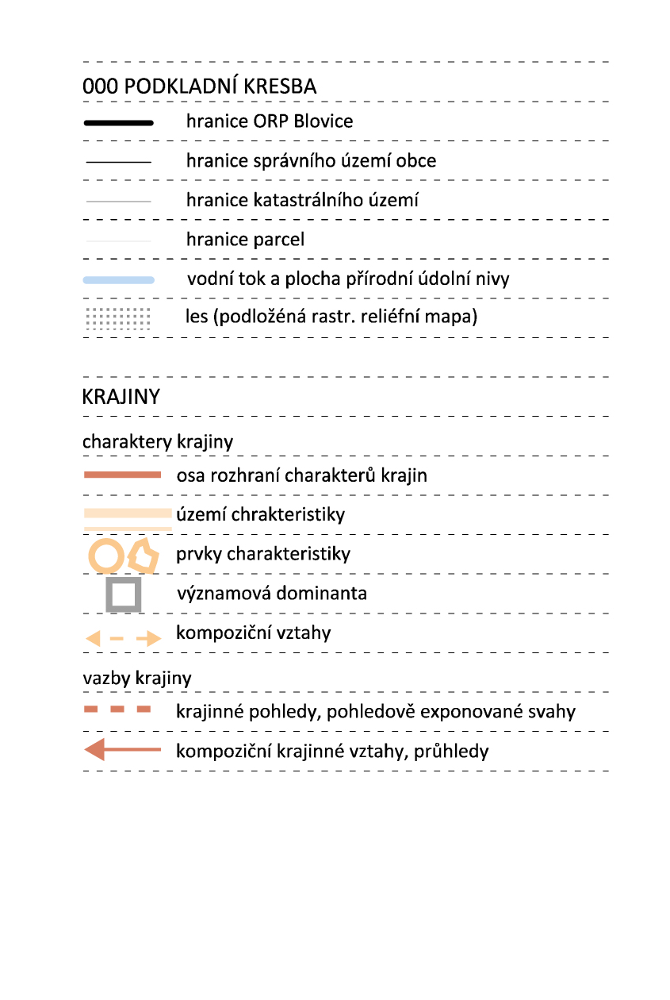 000 PODKLADNÍ KRESBA
hranice ORP Blovice
hranice správního území obce
hranice katastrálního území
hranice parcel
vodní tok a plocha přírodní údolní nivy
les (podložéná rastr. reliéfní mapa)
KRAJINY
charaktery krajiny
osa rozhraní charakterů krajin
území chrakteristiky
prvky charakteristiky
významová dominanta
kompoziční vztahy
vazby krajiny
krajinné pohledy, pohledově exponované svahy
kompoziční krajinné vztahy, průhledy